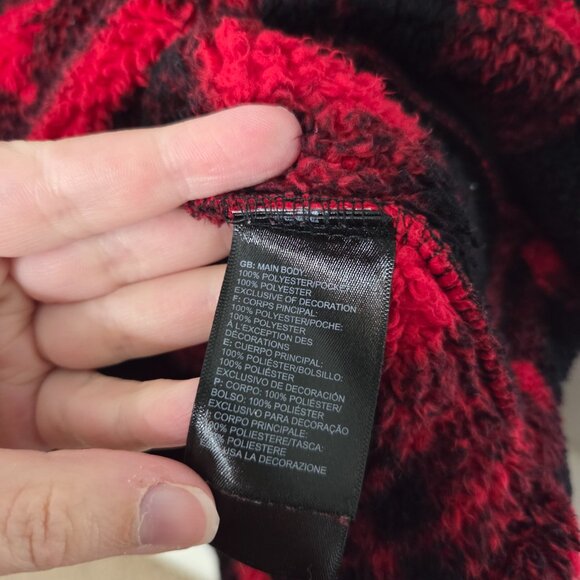 GB: MAIN BODY:
100% POLYESTER/POCKET:
100% POLYESTER
EXCLUSIVE OF DECORATION
F: CORPS PINCIPAL:
100% POLYESTER/POCHE:
100% POLYESTER
À L'EXCEPTION DES
DÉCORATIONS
E: CUERPO PRINCIPAL:
100% POLIÉSTER/BOLSILLO:
100% POLIÉSTER
EXCLUSIVO DE DECORACIÓN
P: CORPO: 100% POLIÉSTER/
BOLSO: 100% POLIÉSTER
EXCLUSIVO PARA DECORAÇÃO
I: CORPO PRINCIPALE:
100% POLIESTERE/TASCA:
100% POLIESTERE
LA DECORAZIONE